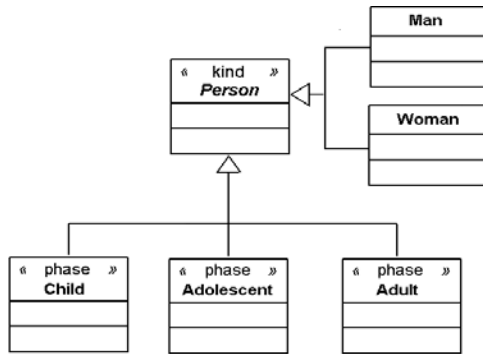 Man
« kind »
Person
Woman
« phase »
Child
« phase »
Adolescent
« phase »
Adult